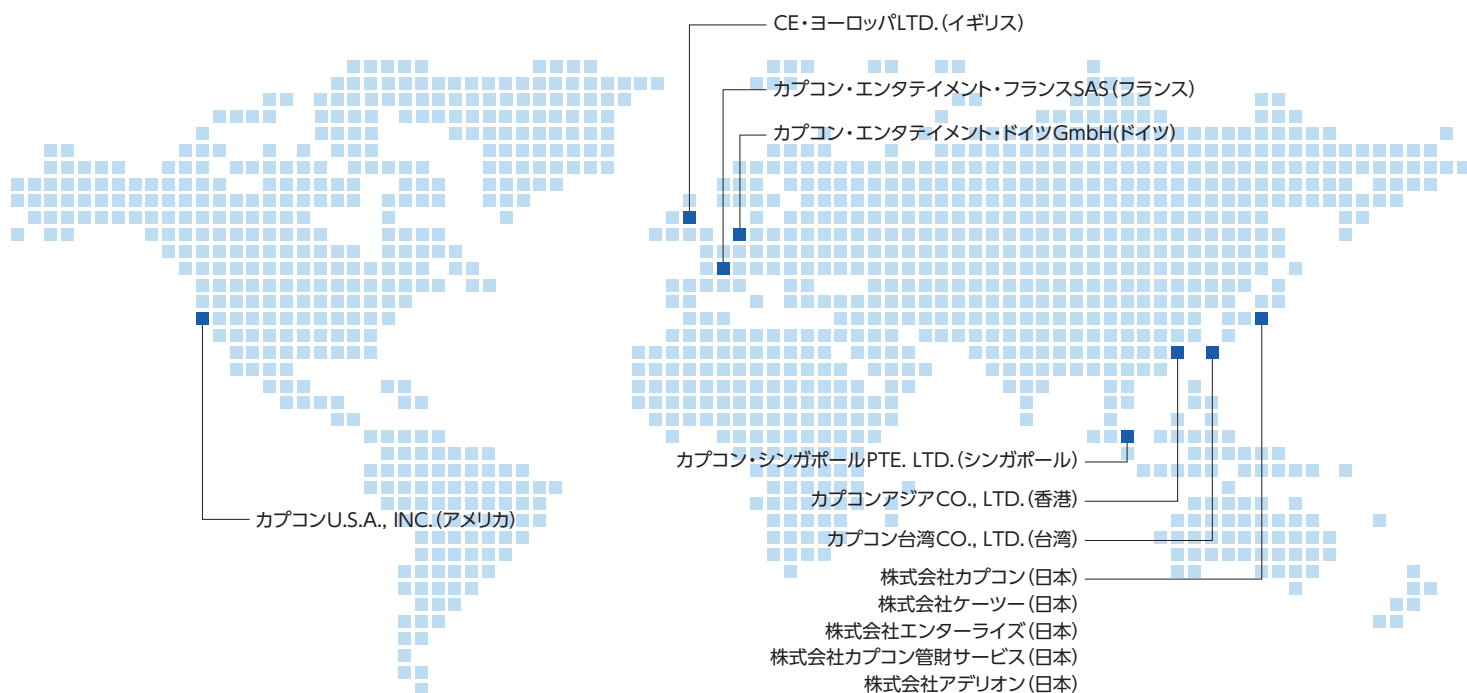 CE・ヨーロッパLTD.(イギリス)
カプコン・エンタテイメント・フランスSAS(フランス)
カプコン・エンタテイメント・ドイツGmbH(ドイツ)
カプコン・シンガポールPTE. LTD.(シンガポール)
カプコンアジアCO., LTD.(香港)
カプコンU.S.A., INC.(アメリカ)
カプコン台湾CO., LTD.(台湾)
株式会社カプコン(日本)
株式会社ケーツー(日本)
株式会社エンターライズ(日本)
株式会社カプコン管財サービス(日本)
株式会社アデリオン(日本)